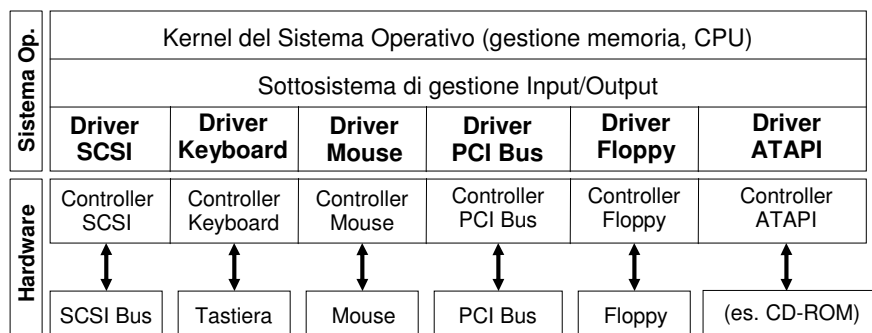 Sistema Op.
Kernel del Sistema Operativo (gestione memoria, CPU)
Sottosistema di gestione Input/Output
Driver SCSI
Driver Keyboard
Driver Mouse
Driver PCI Bus
Driver Floppy
Driver ATAPI
Hardware
Controller SCSI
Controller Keyboard
Controller Mouse
Controller PCI Bus
Controller Floppy
Controller ATAPI
SCSI Bus
Tastiera
Mouse
PCI Bus
Floppy
(es. CD-ROM)